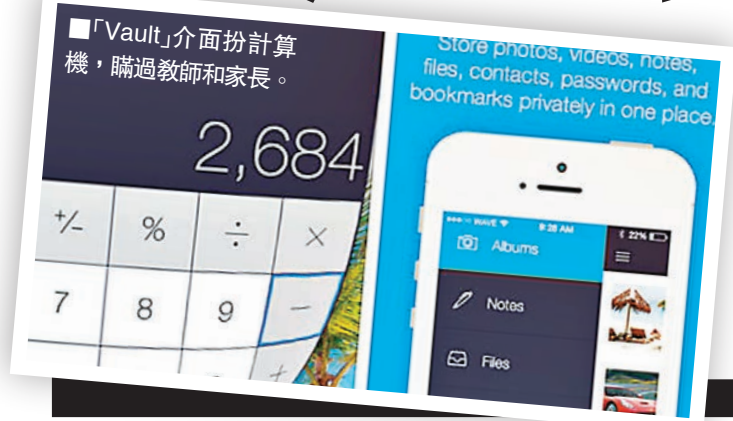 ■「Vault」介面扮計算
機，瞞過教師和家長。
2,684
+/-
%
÷
×
7
8
9
−
+
Store photos, videos, notes,
files, contacts, passwords, and
bookmarks privately in one place.
WAVE
9:28 AM
22%
Albums
Notes
Files